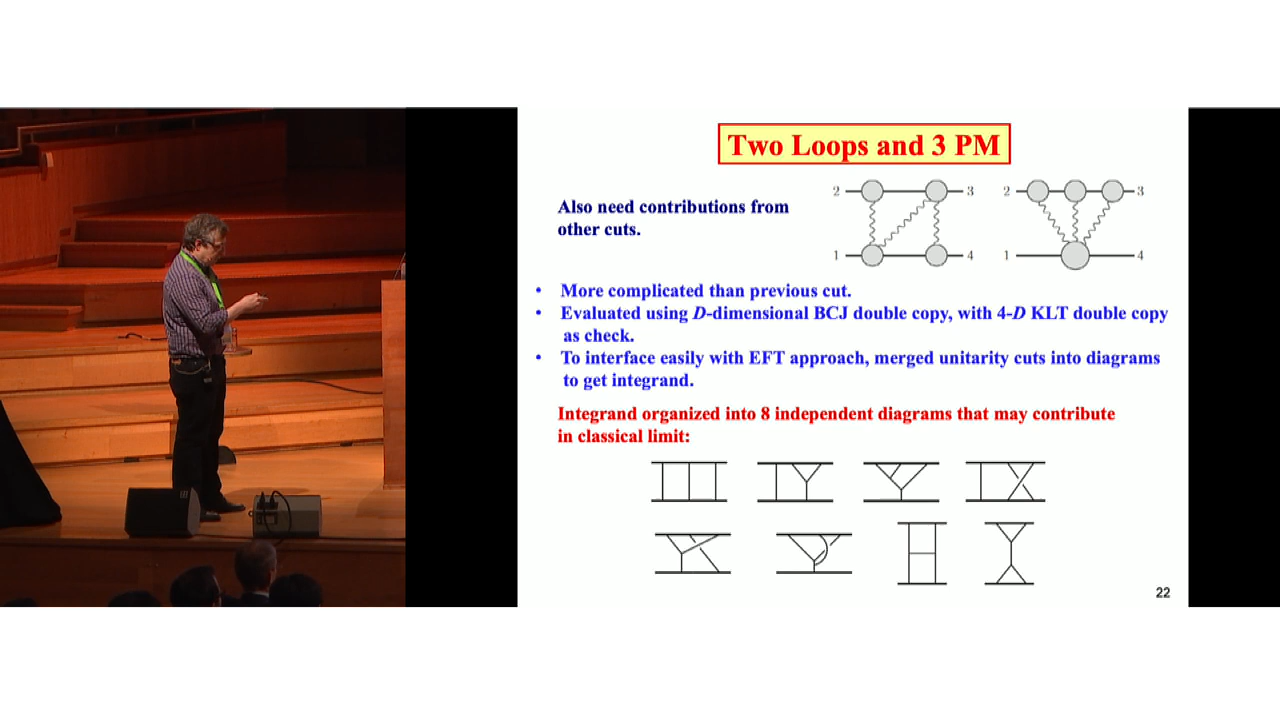 Two Loops and 3 PM
Also need contributions from
other cuts.
2 3 2 3
1 4 1 4
• More complicated than previous cut.
• Evaluated using D-dimensional BCJ double copy, with 4-D KLT double copy
as check.
• To interface easily with EFT approach, merged unitarity cuts into diagrams
to get integrand.
Integrand organized into 8 independent diagrams that may contribute
in classical limit:
22